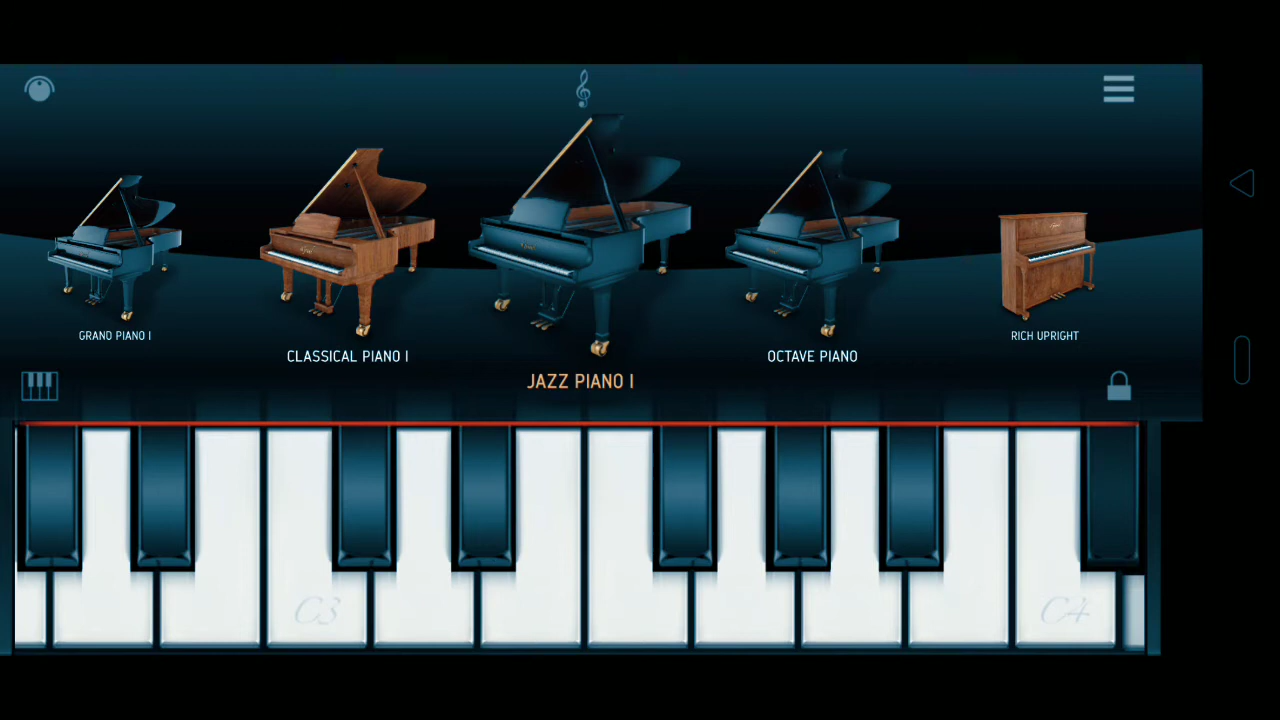 GRAND PIANO I
CLASSICAL PIANO I
JAZZ PIANO I
OCTAVE PIANO
RICH UPRIGHT
C3
C4